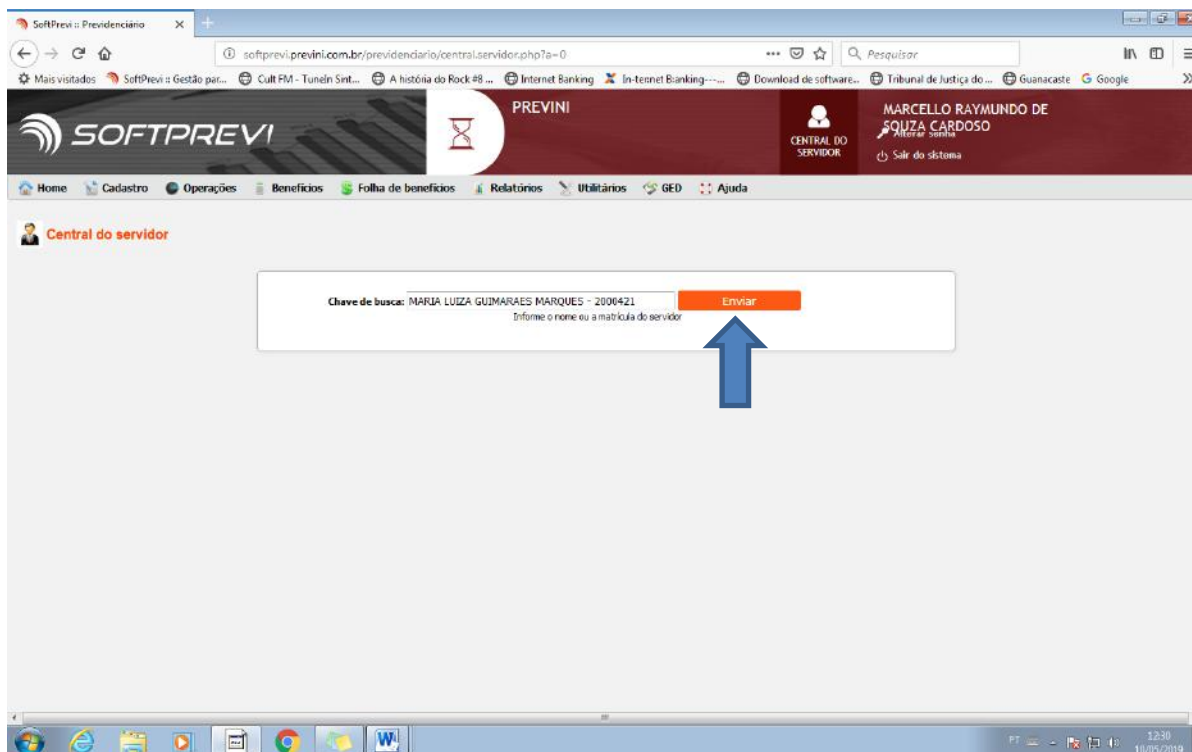 SoftPrevi :: Previdenciário
softprevi.previni.com.br/previdenciario/central.servidor.php?a=0
Pesquisar
Mais visitados SoftPrevi :: Gestão par... Cult FM - TuneIn Sint... A história do Rock #8 ... Internet Banking In-ternet B:anking---... Download de software... Tribunal de Justiça do ... Guanacaste Google
SOFTPREVI
PREVINI
CENTRAL DO
SERVIDOR
MARCELLO RAYMUNDO DE
SOUZA CARDOSO
Alterar senha
Sair do sistema
Home Cadastro Operações Benefícios Folha de benefícios Relatórios Utilitários GED Ajuda
Central do servidor
Chave de busca: MARIA LUIZA GUIMARAES MARQUES - 2000421 Enviar
Informe o nome ou a matrícula do servidor
PT
12:30
10/05/2019